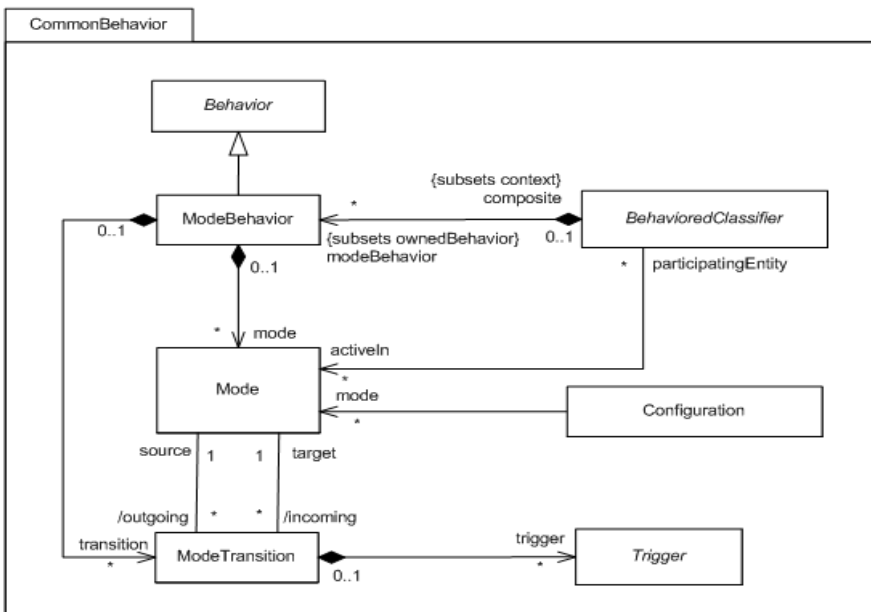 CommonBehavior
Behavior
{subsets context}
composite
*
ModeBehavior
BehavioredClassifier
0..1
{subsets ownedBehavior}
modeBehavior
0..1
0..1
*
participatingEntity
*
mode
activeIn
*
Mode
mode
*
Configuration
source
1
1
target
/outgoing
*
*
/incoming
transition
*
ModeTransition
0..1
trigger
*
Trigger